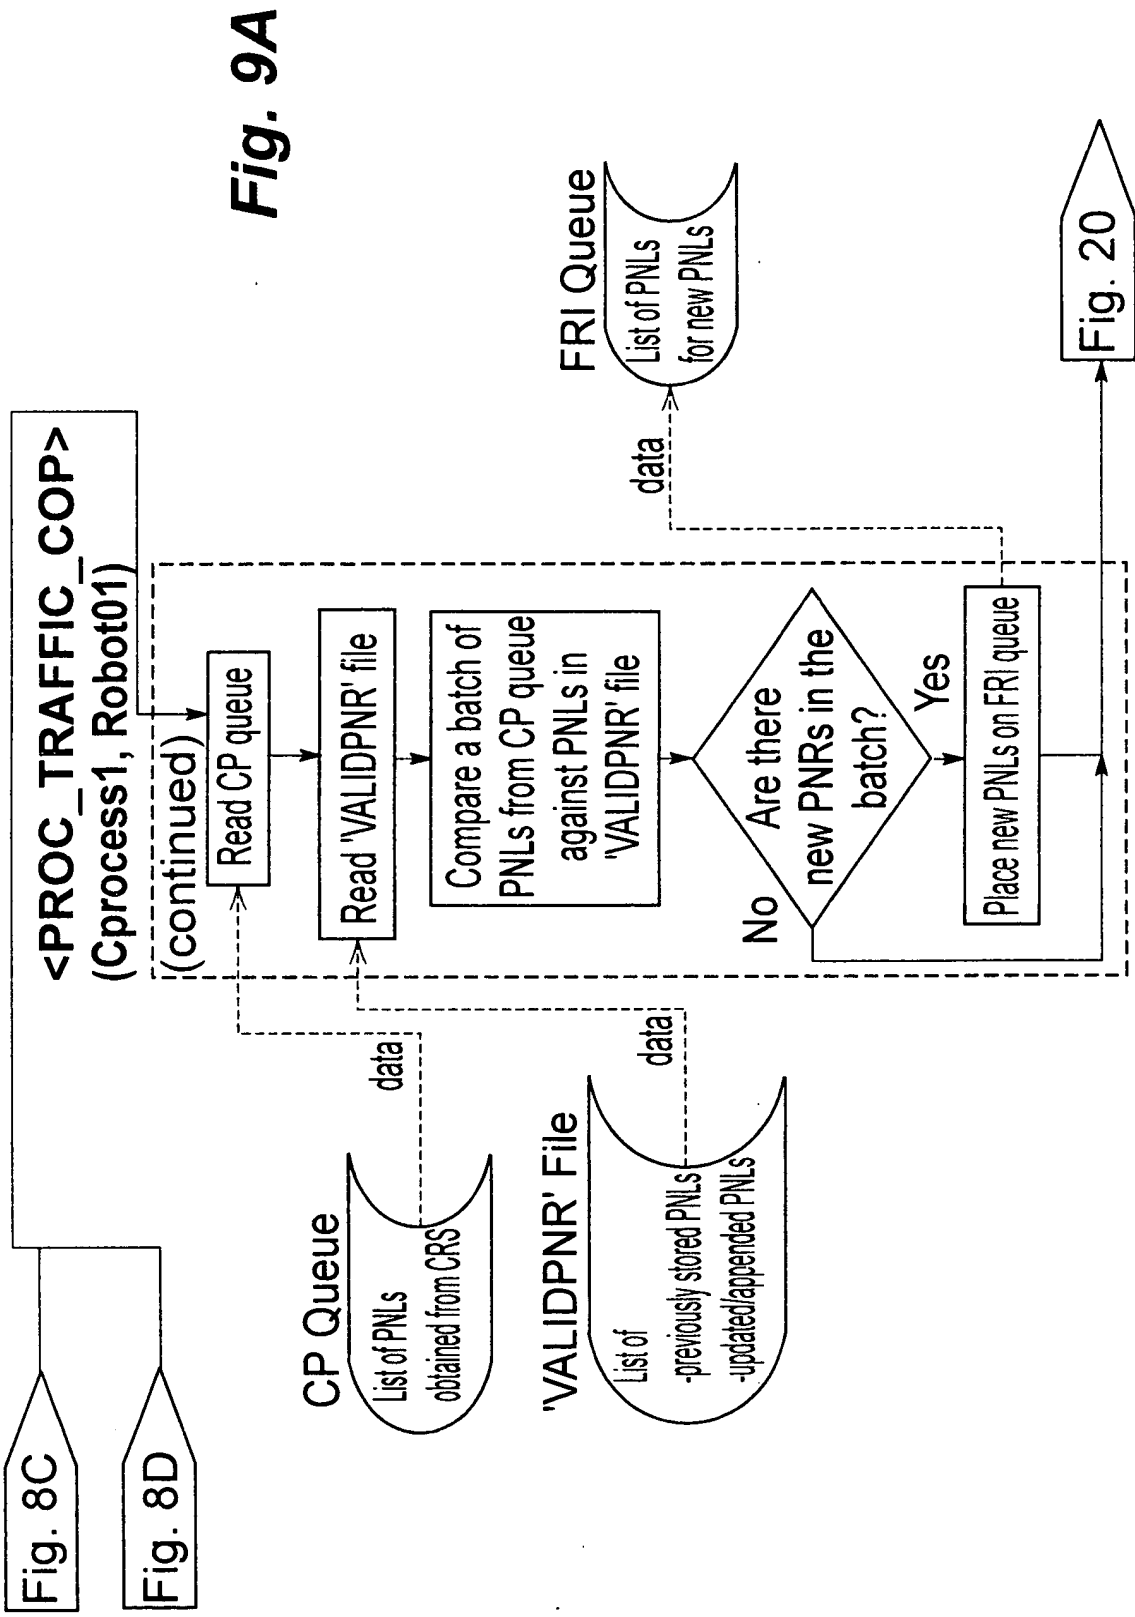 Fig. 9A
Fig. 8C
Fig. 8D
<PROC_TRAFFIC_COP>
(Cprocess1, Robot01)
(continued)
Read CP queue
Read 'VALIDPNR' file
Compare a batch of
PNLs from CP queue
against PNLs in
'VALIDPNR' file
Are there
new PNRs in the
batch?
No
Yes
Place new PNLs on FRI queue
CP Queue
List of PNLs
obtained from CRS
data
'VALIDPNR' File
List of
-previously stored PNLs
-updated/appended PNLs
data
FRI Queue
List of PNLs
for new PNLs
data
Fig. 20